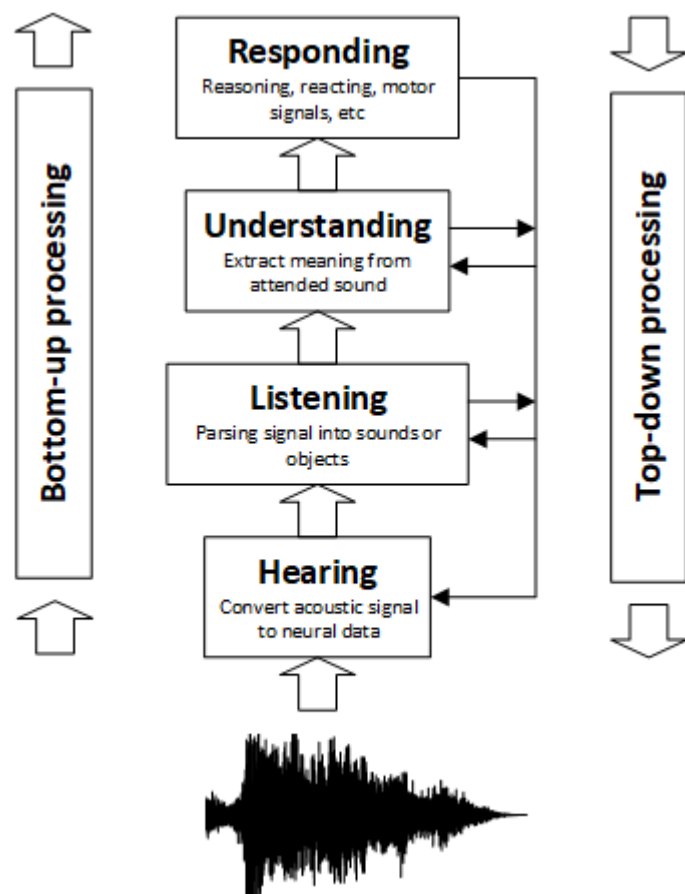 Responding
Reasoning, reacting, motor
signals, etc
Understanding
Extract meaning from
attended sound
Listening
Parsing signal into sounds or
objects
Hearing
Convert acoustic signal
to neural data
Bottom-up processing
Top-down processing